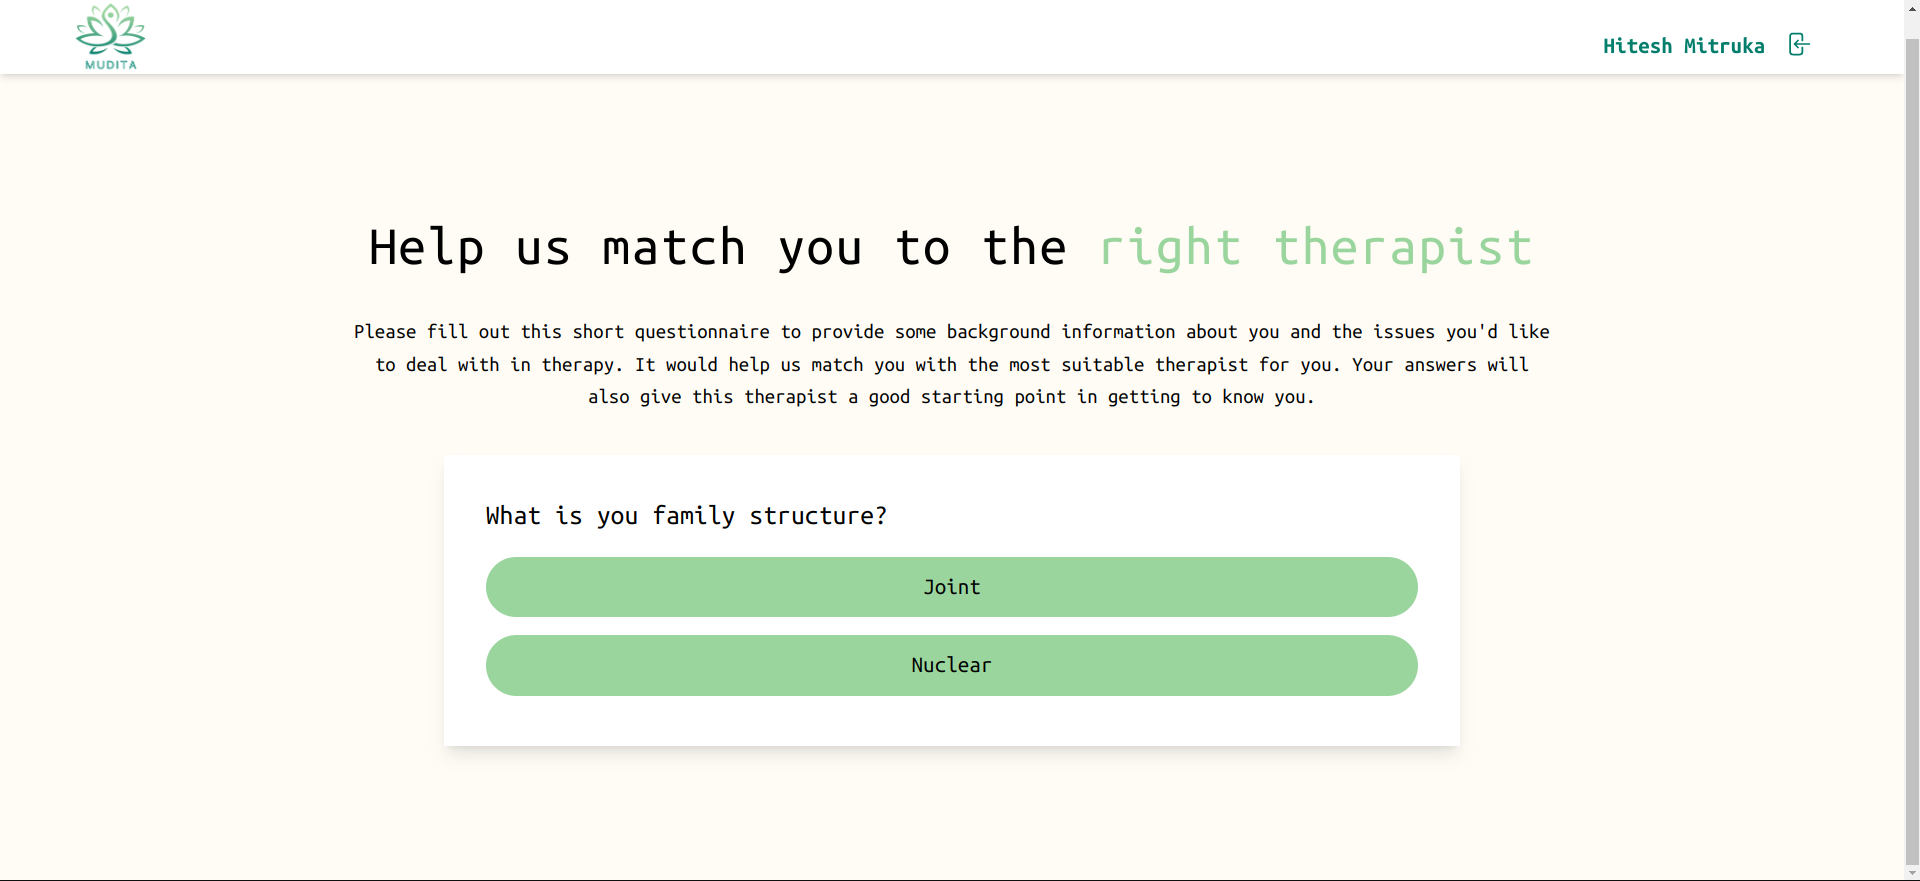 MUDITA
Hitesh Mitruka
Help us match you to the right therapist
Please fill out this short questionnaire to provide some background information about you and the issues you'd like
to deal with in therapy. It would help us match you with the most suitable therapist for you. Your answers will
also give this therapist a good starting point in getting to know you.
What is you family structure?
Joint
Nuclear